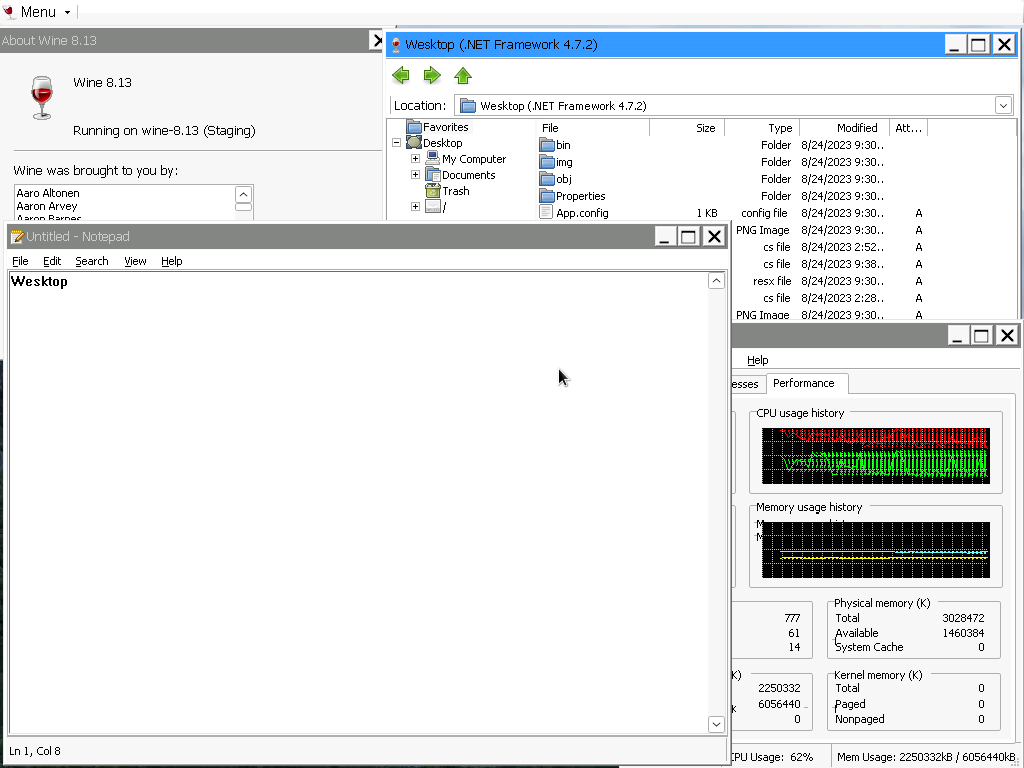 Menu
About Wine 8.13
Wine 8.13
Running on wine-8.13 (Staging)
Wine was brought to you by:
Aaro Altonen
Aaron Arvey
Aaron Barnes
Wesktop (.NET Framework 4.7.2)
Location: Wesktop (.NET Framework 4.7.2)
Favorites
Desktop
My Computer
Documents
Trash
/
File Size Type Modified Att...
bin Folder 8/24/2023 9:30..
img Folder 8/24/2023 9:30..
obj Folder 8/24/2023 9:30..
Properties Folder 8/24/2023 9:30..
App.config 1 KB config file 8/24/2023 9:30.. A
PNG Image 8/24/2023 9:30.. A
cs file 8/24/2023 2:52.. A
cs file 8/24/2023 9:38.. A
resx file 8/24/2023 9:30.. A
cs file 8/24/2023 2:28.. A
PNG Image 8/24/2023 9:30.. A
Untitled - Notepad
File Edit Search View Help
Wesktop
Ln 1, Col 8
Help
esses Performance
CPU usage history
Memory usage history
777
61
14
Physical memory (K)
Total 3028472
Available 1460384
System Cache 0
K)
2250332
6056440
0
Kernel memory (K)
Total 0
Paged 0
Nonpaged 0
CPU Usage: 62% Mem Usage: 2250332kB / 6056440kB